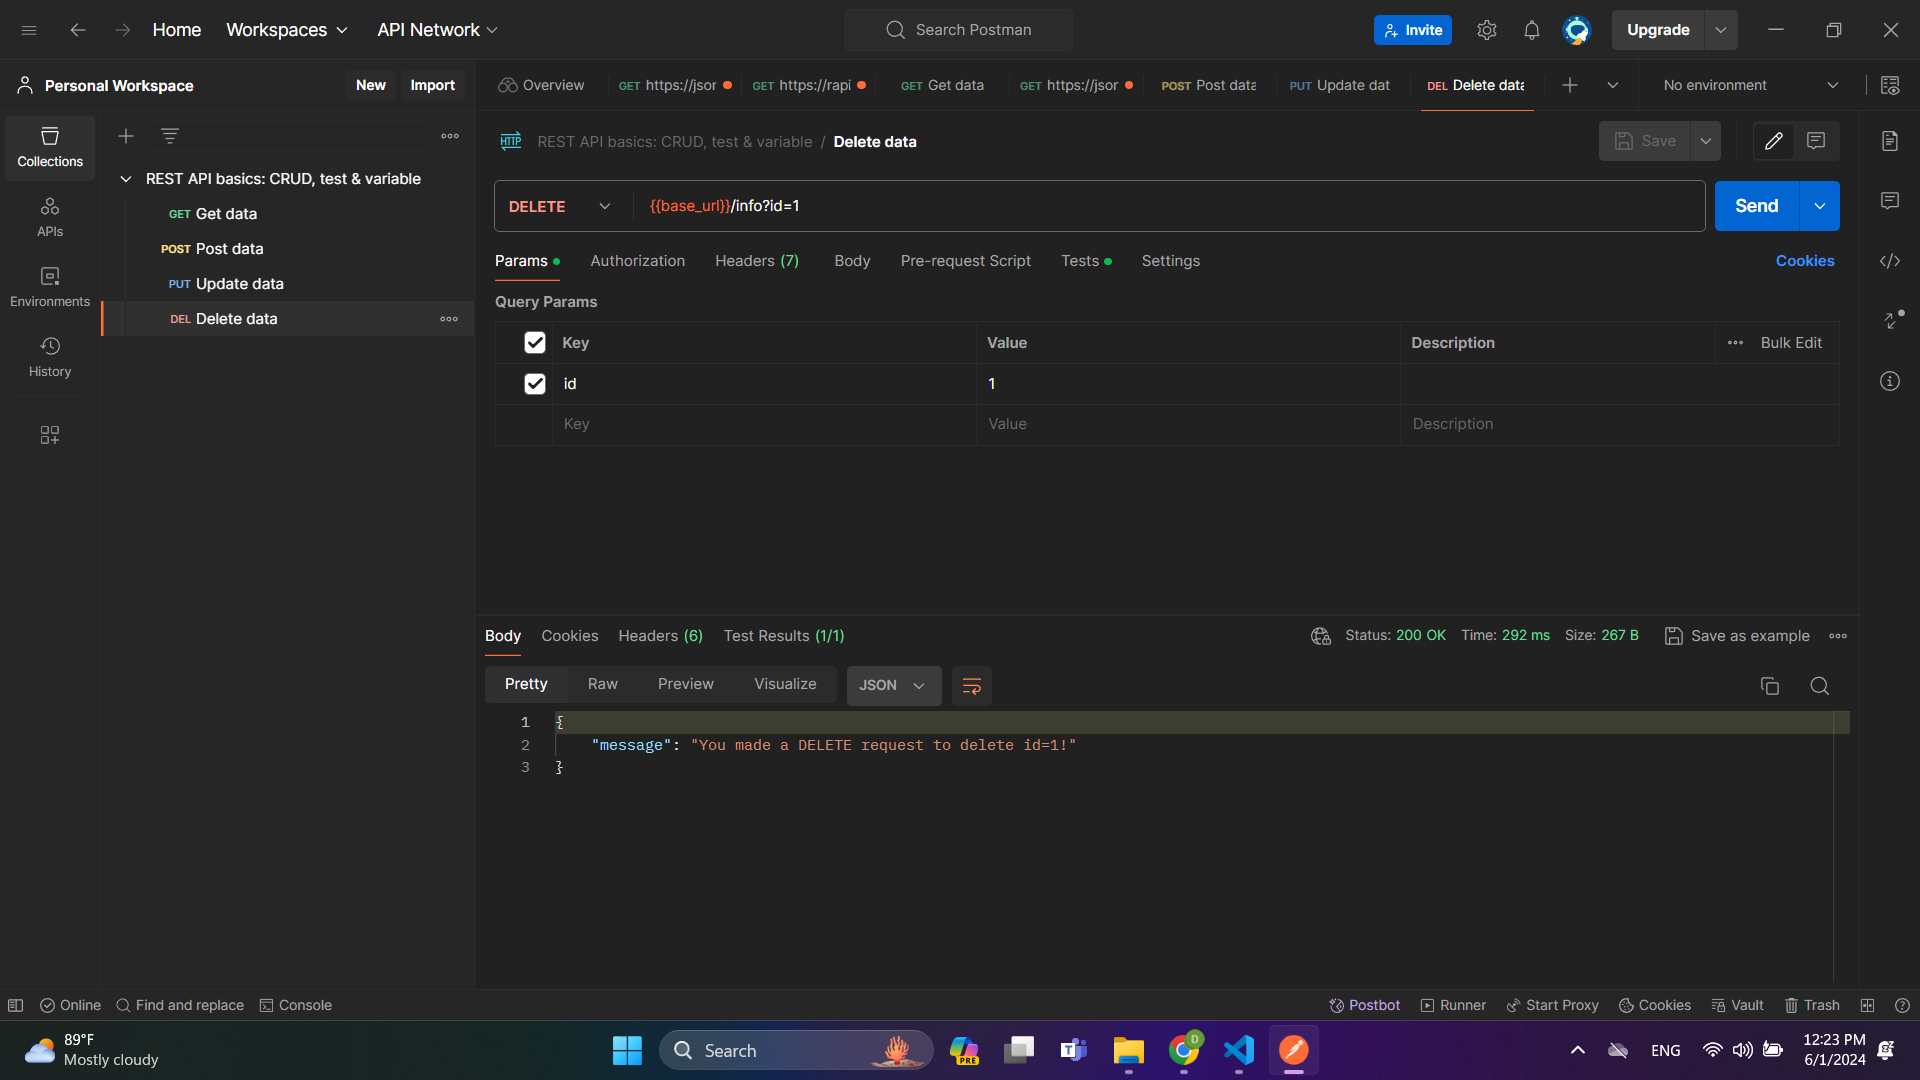 Home Workspaces API Network Search Postman Invite Upgrade
Personal Workspace New Import Overview GET https://jsor GET https://rapi GET Get data GET https://jsor POST Post data PUT Update dat DEL Delete data No environment
HTTP REST API basics: CRUD, test & variable / Delete data Save
Collections
REST API basics: CRUD, test & variable
GET Get data
POST Post data
PUT Update data
DEL Delete data
APIs
Environments
History
DELETE {{base_url}}/info?id=1 Send
Params Authorization Headers (7) Body Pre-request Script Tests Settings Cookies
Query Params
Key Value Description Bulk Edit
id 1
Key Value Description
Body Cookies Headers (6) Test Results (1/1) Status: 200 OK Time: 292 ms Size: 267 B Save as example
Pretty Raw Preview Visualize JSON
1 {
2 "message": "You made a DELETE request to delete id=1!"
3 }
Online Find and replace Console Postbot Runner Start Proxy Cookies Vault Trash
89°F
Mostly cloudy
Search
PRE
T
D
ENG
12:23 PM
6/1/2024